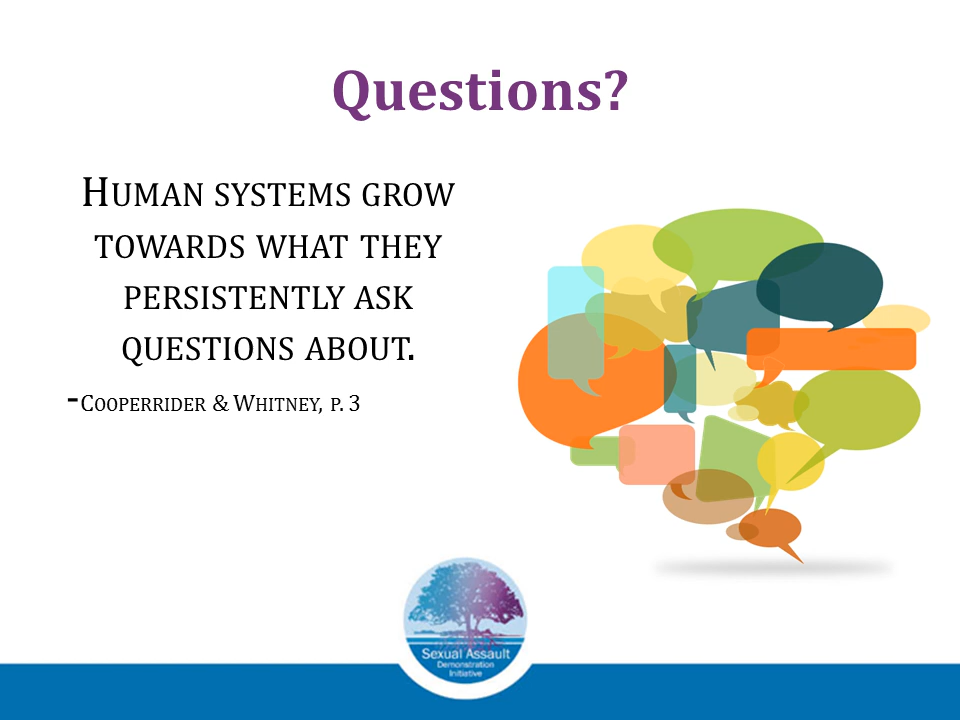 Questions?
Human systems grow
towards what they
persistently ask
questions about.
-Cooperrider & Whitney, p. 3
Sexual Assault
Demonstration
Initiative